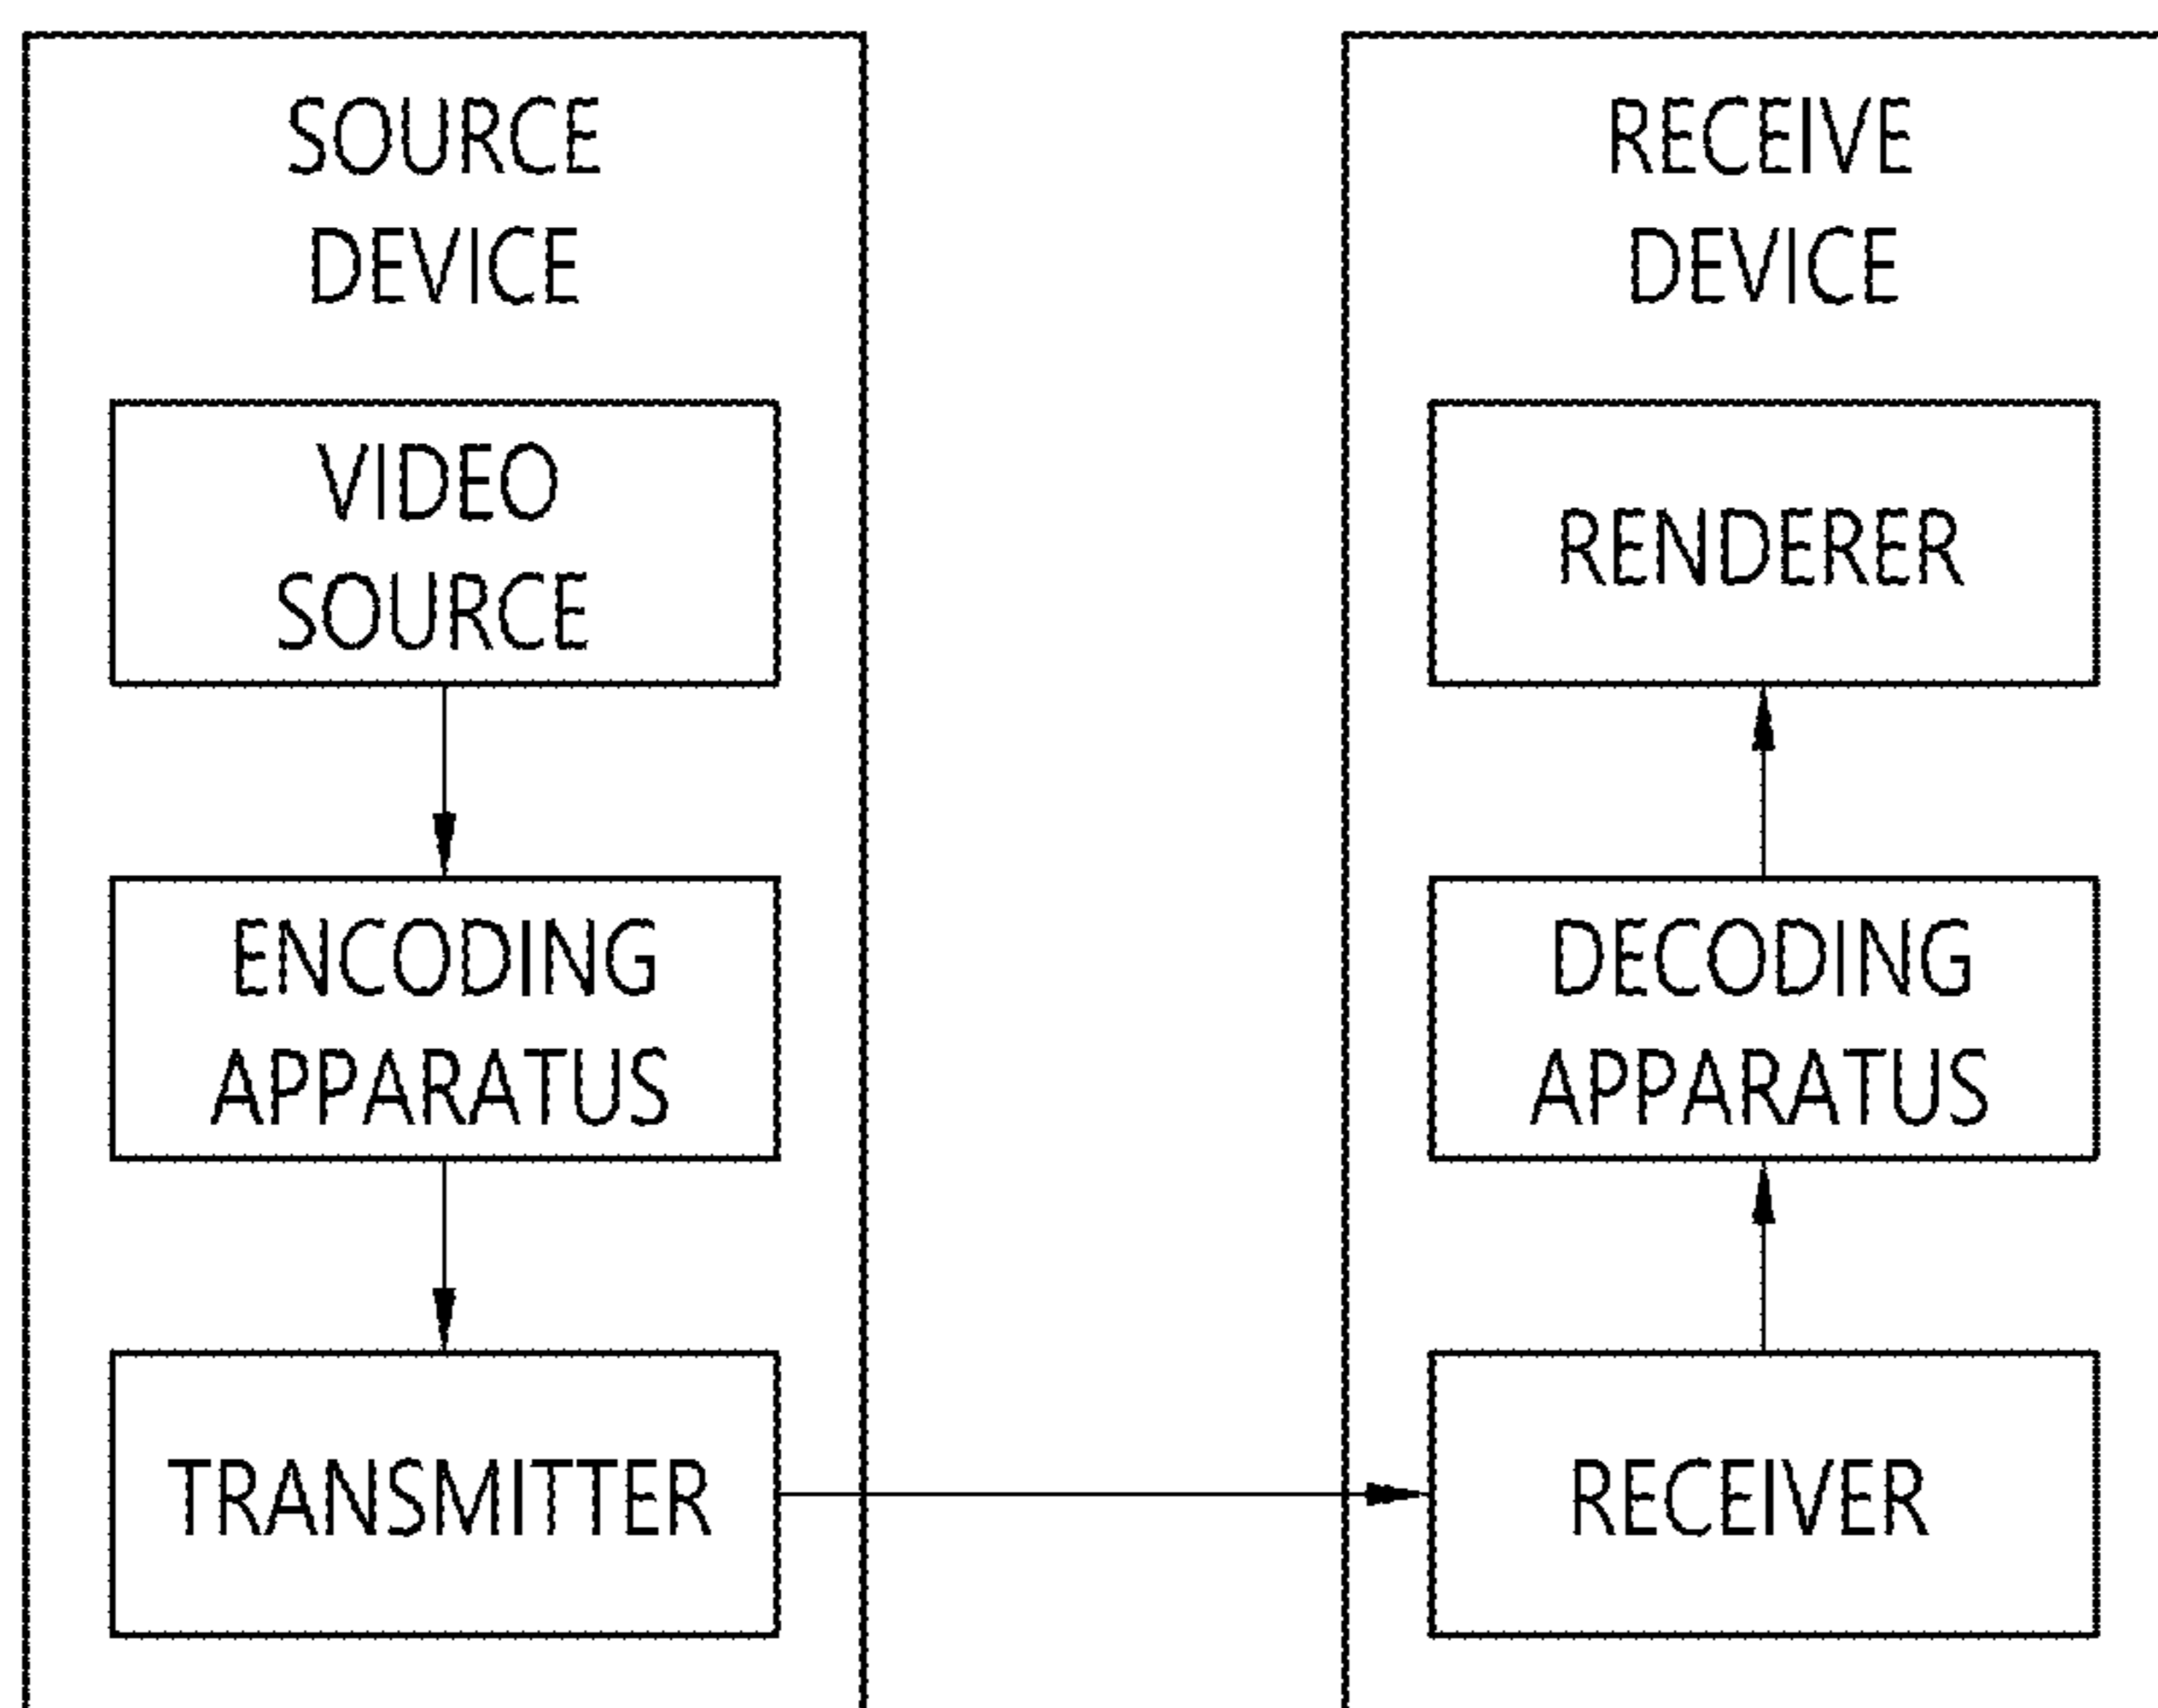 SOURCE
DEVICE
VIDEO
SOURCE
ENCODING
APPARATUS
TRANSMITTER
RECEIVE
DEVICE
RENDERER
DECODING
APPARATUS
RECEIVER